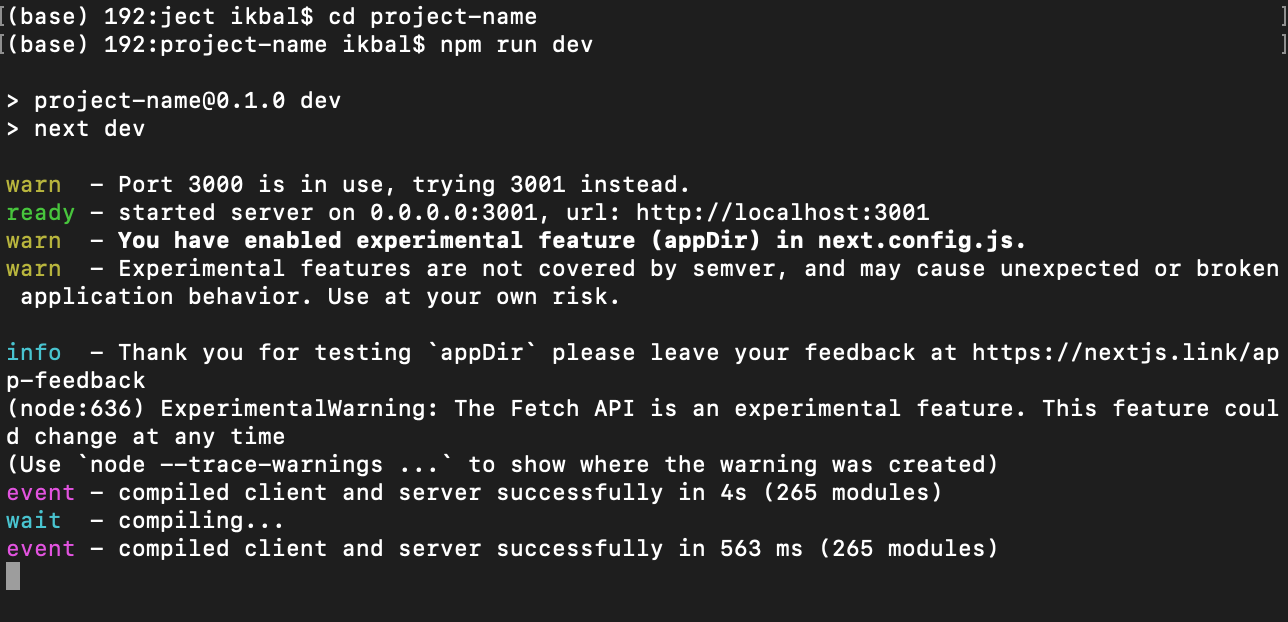 [(base) 192:ject ikbal$ cd project-name ]
[(base) 192:project-name ikbal$ npm run dev ]
> project-name@0.1.0 dev
> next dev
warn  - Port 3000 is in use, trying 3001 instead.
ready - started server on 0.0.0.0:3001, url: http://localhost:3001
warn  - You have enabled experimental feature (appDir) in next.config.js.
warn  - Experimental features are not covered by semver, and may cause unexpected or broken
 application behavior. Use at your own risk.
info  - Thank you for testing `appDir` please leave your feedback at https://nextjs.link/ap
p-feedback
(node:636) ExperimentalWarning: The Fetch API is an experimental feature. This feature coul
d change at any time
(Use `node --trace-warnings ...` to show where the warning was created)
event - compiled client and server successfully in 4s (265 modules)
wait  - compiling...
event - compiled client and server successfully in 563 ms (265 modules)